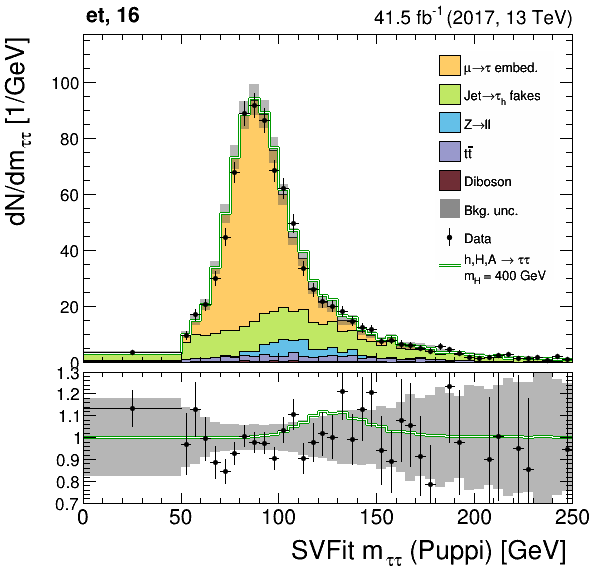 et, 16
41.5 fb⁻¹ (2017, 13 TeV)
dN/dm_ττ [1/GeV]
100
80
60
40
20
0
μ→τ embed.
Jet→τ_h fakes
Z→ll
tt̄
Diboson
Bkg. unc.
Data
h,H,A → ττ
m_H = 400 GeV
1.3
1.2
1.1
1
0.9
0.8
0.7
0 50 100 150 200 250
SVFit m_ττ (Puppi) [GeV]